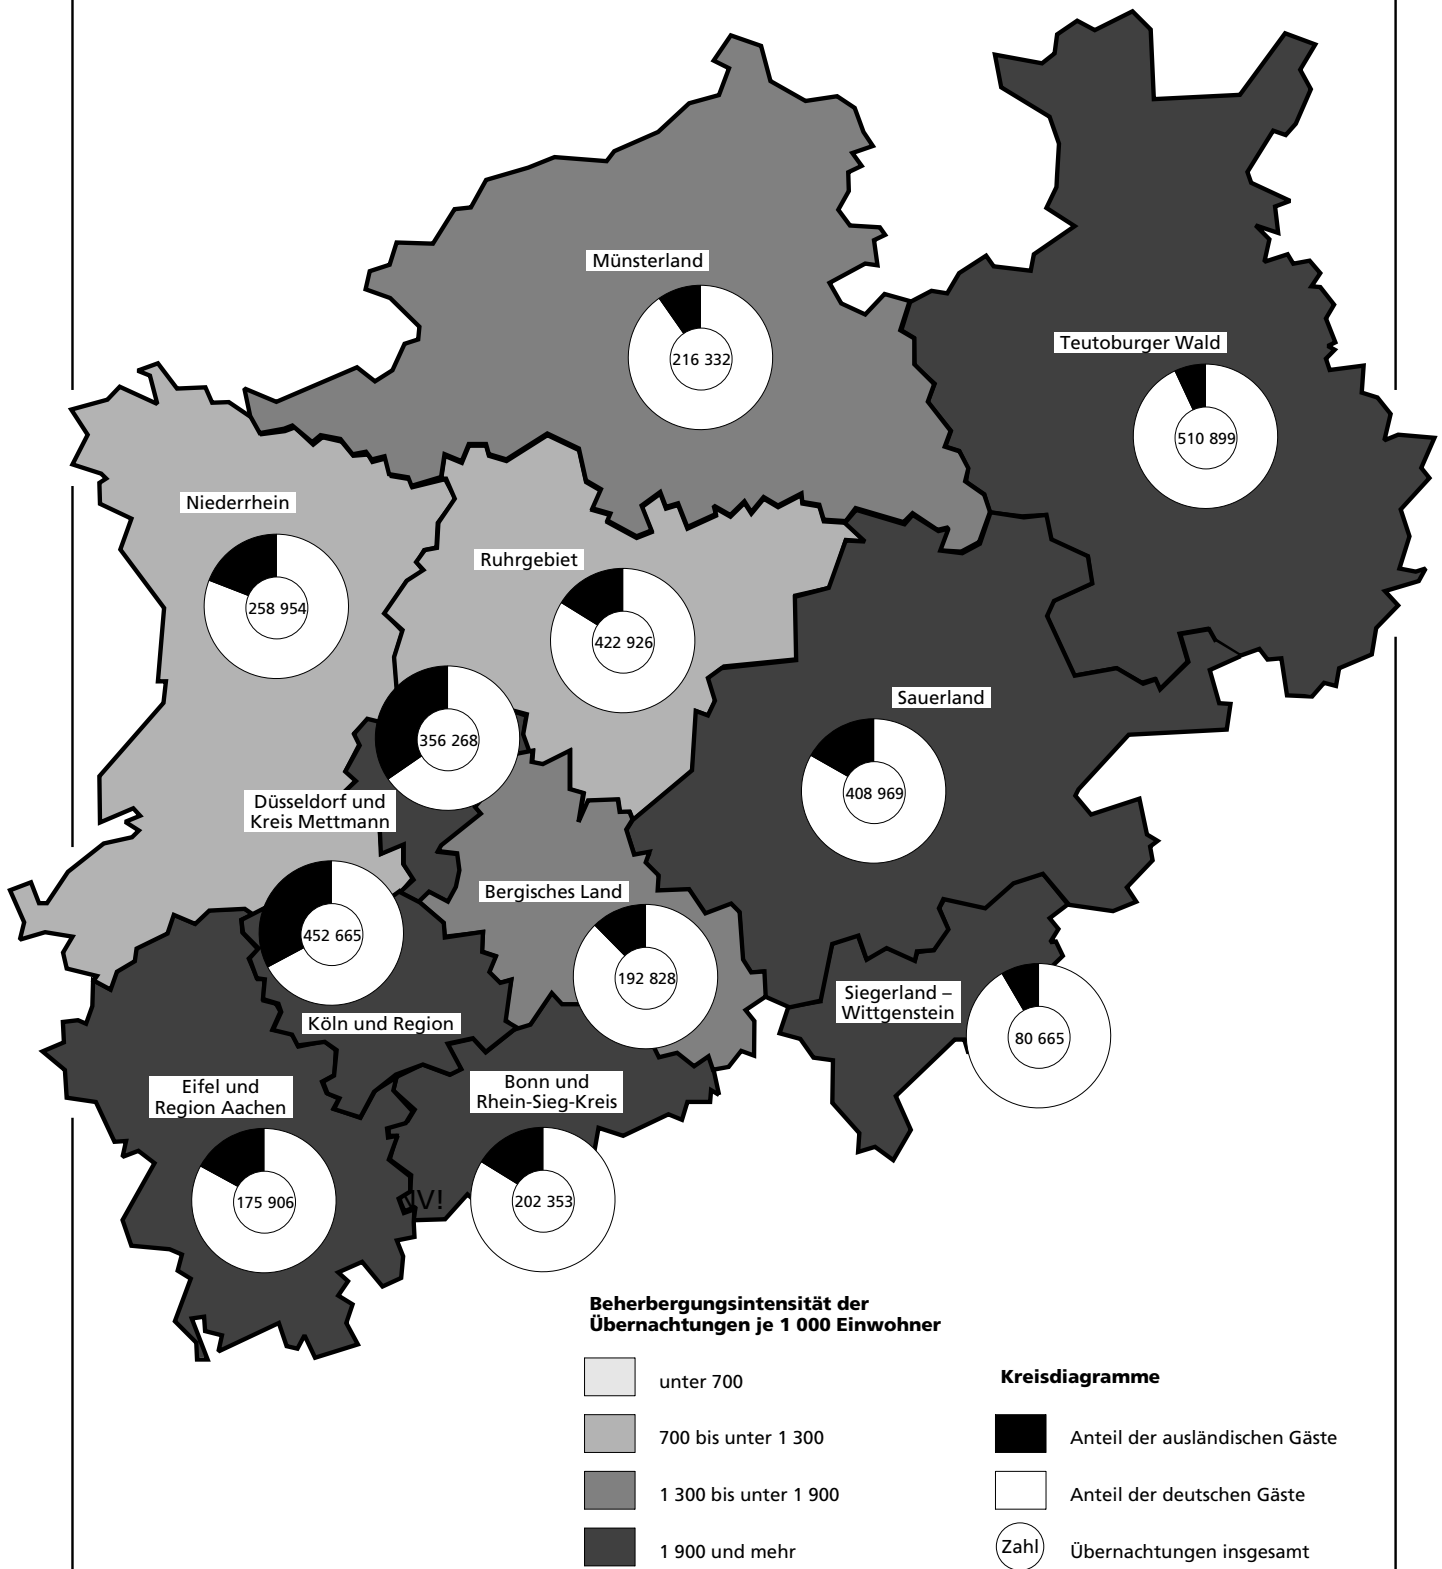 Münsterland
216 332
Teutoburger Wald
510 899
Niederrhein
258 954
Ruhrgebiet
422 926
356 268
Düsseldorf und
Kreis Mettmann
Sauerland
408 969
Bergisches Land
192 828
452 665
Köln und Region
Siegerland –
Wittgenstein
80 665
Eifel und
Region Aachen
175 906
Bonn und
Rhein-Sieg-Kreis
202 353
Beherbergungsintensität der
Übernachtungen je 1 000 Einwohner
unter 700
700 bis unter 1 300
1 300 bis unter 1 900
1 900 und mehr
Kreisdiagramme
Anteil der ausländischen Gäste
Anteil der deutschen Gäste
Zahl Übernachtungen insgesamt